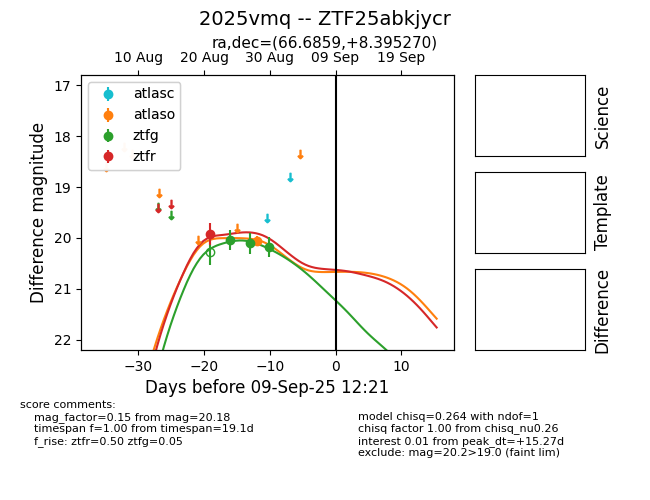 2025vmq -- ZTF25abkjycr
ra,dec=(66.6859,+8.395270)
10 Aug 20 Aug 30 Aug 09 Sep 19 Sep
17
18
19
20
21
22
Difference magnitude
atlasc
atlaso
ztfg
ztfr
−30 −20 −10 0 10
Days before 09-Sep-25 12:21
Science
Template
Difference
score comments:
mag_factor=0.15 from mag=20.18
timespan f=1.00 from timespan=19.1d
f_rise: ztfr=0.50 ztfg=0.05
model chisq=0.264 with ndof=1
chisq factor 1.00 from chisq_nu0.26
interest 0.01 from peak_dt=+15.27d
exclude: mag=20.2>19.0 (faint lim)